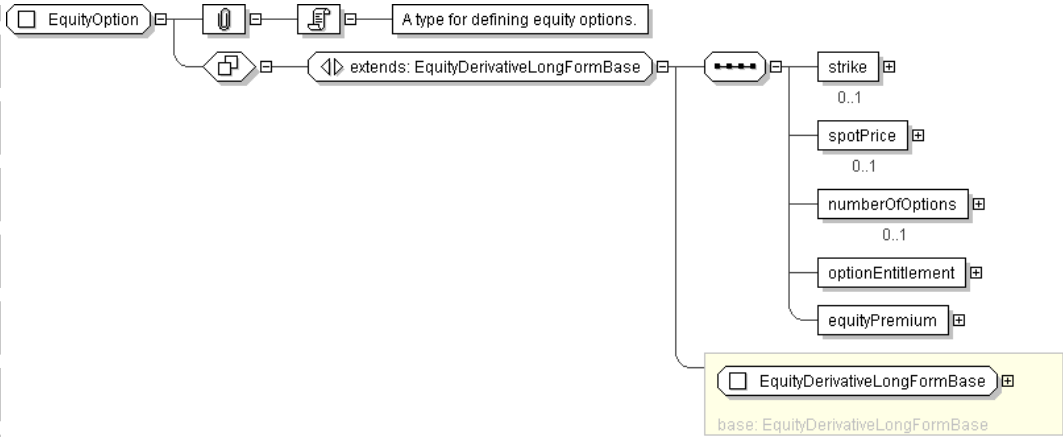 EquityOption
A type for defining equity options.
extends: EquityDerivativeLongFormBase
strike
0..1
spotPrice
0..1
numberOfOptions
0..1
optionEntitlement
equityPremium
EquityDerivativeLongFormBase
base: EquityDerivativeLongFormBase